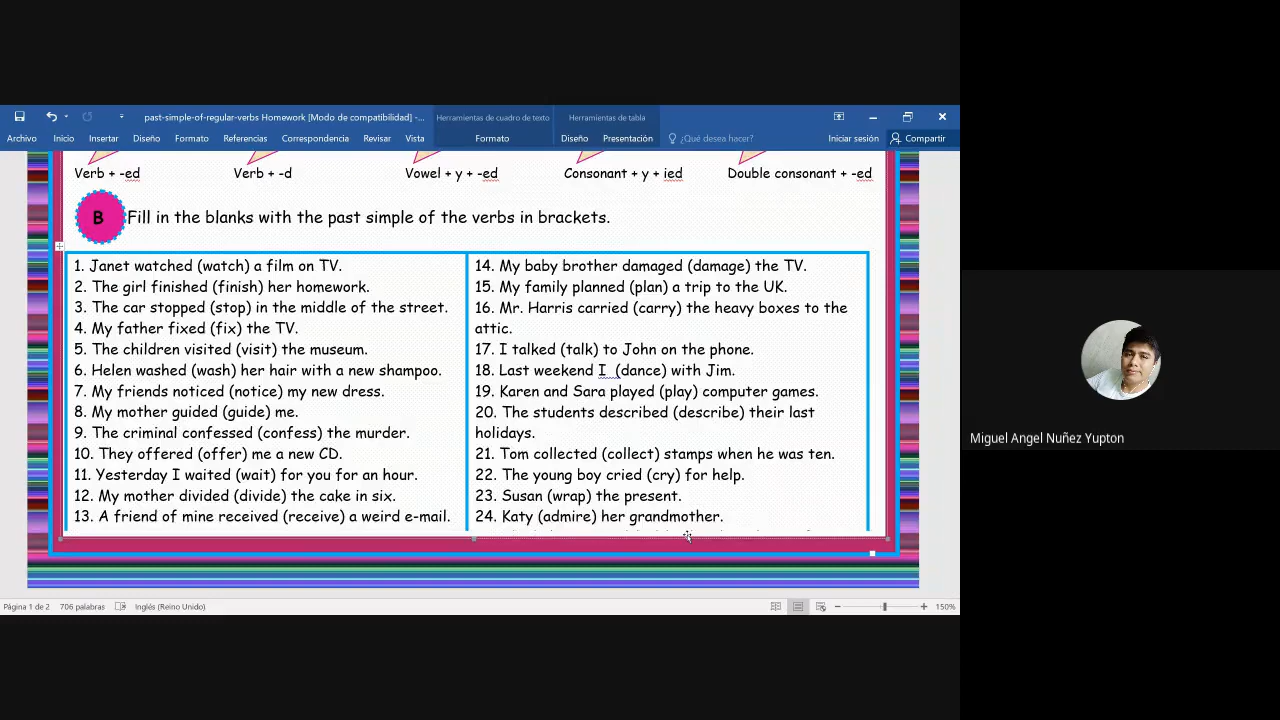 past-simple-of-regular-verbs Homework [Modo de compatibilidad] -...
Herramientas de cuadro de texto
Herramientas de tabla
Archivo Inicio Insertar Diseño Formato Referencias Correspondencia Revisar Vista Formato Diseño Presentación ¿Qué desea hacer? Iniciar sesión Compartir
Verb + -ed Verb + -d Vowel + y + -ed Consonant + y + ied Double consonant + -ed
B Fill in the blanks with the past simple of the verbs in brackets.
1. Janet watched (watch) a film on TV.
2. The girl finished (finish) her homework.
3. The car stopped (stop) in the middle of the street.
4. My father fixed (fix) the TV.
5. The children visited (visit) the museum.
6. Helen washed (wash) her hair with a new shampoo.
7. My friends noticed (notice) my new dress.
8. My mother guided (guide) me.
9. The criminal confessed (confess) the murder.
10. They offered (offer) me a new CD.
11. Yesterday I waited (wait) for you for an hour.
12. My mother divided (divide) the cake in six.
13. A friend of mine received (receive) a weird e-mail.
14. My baby brother damaged (damage) the TV.
15. My family planned (plan) a trip to the UK.
16. Mr. Harris carried (carry) the heavy boxes to the
attic.
17. I talked (talk) to John on the phone.
18. Last weekend I (dance) with Jim.
19. Karen and Sara played (play) computer games.
20. The students described (describe) their last
holidays.
21. Tom collected (collect) stamps when he was ten.
22. The young boy cried (cry) for help.
23. Susan (wrap) the present.
24. Katy (admire) her grandmother.
Miguel Angel Nuñez Yupton
Página 1 de 2 706 palabras Inglés (Reino Unido) 150%